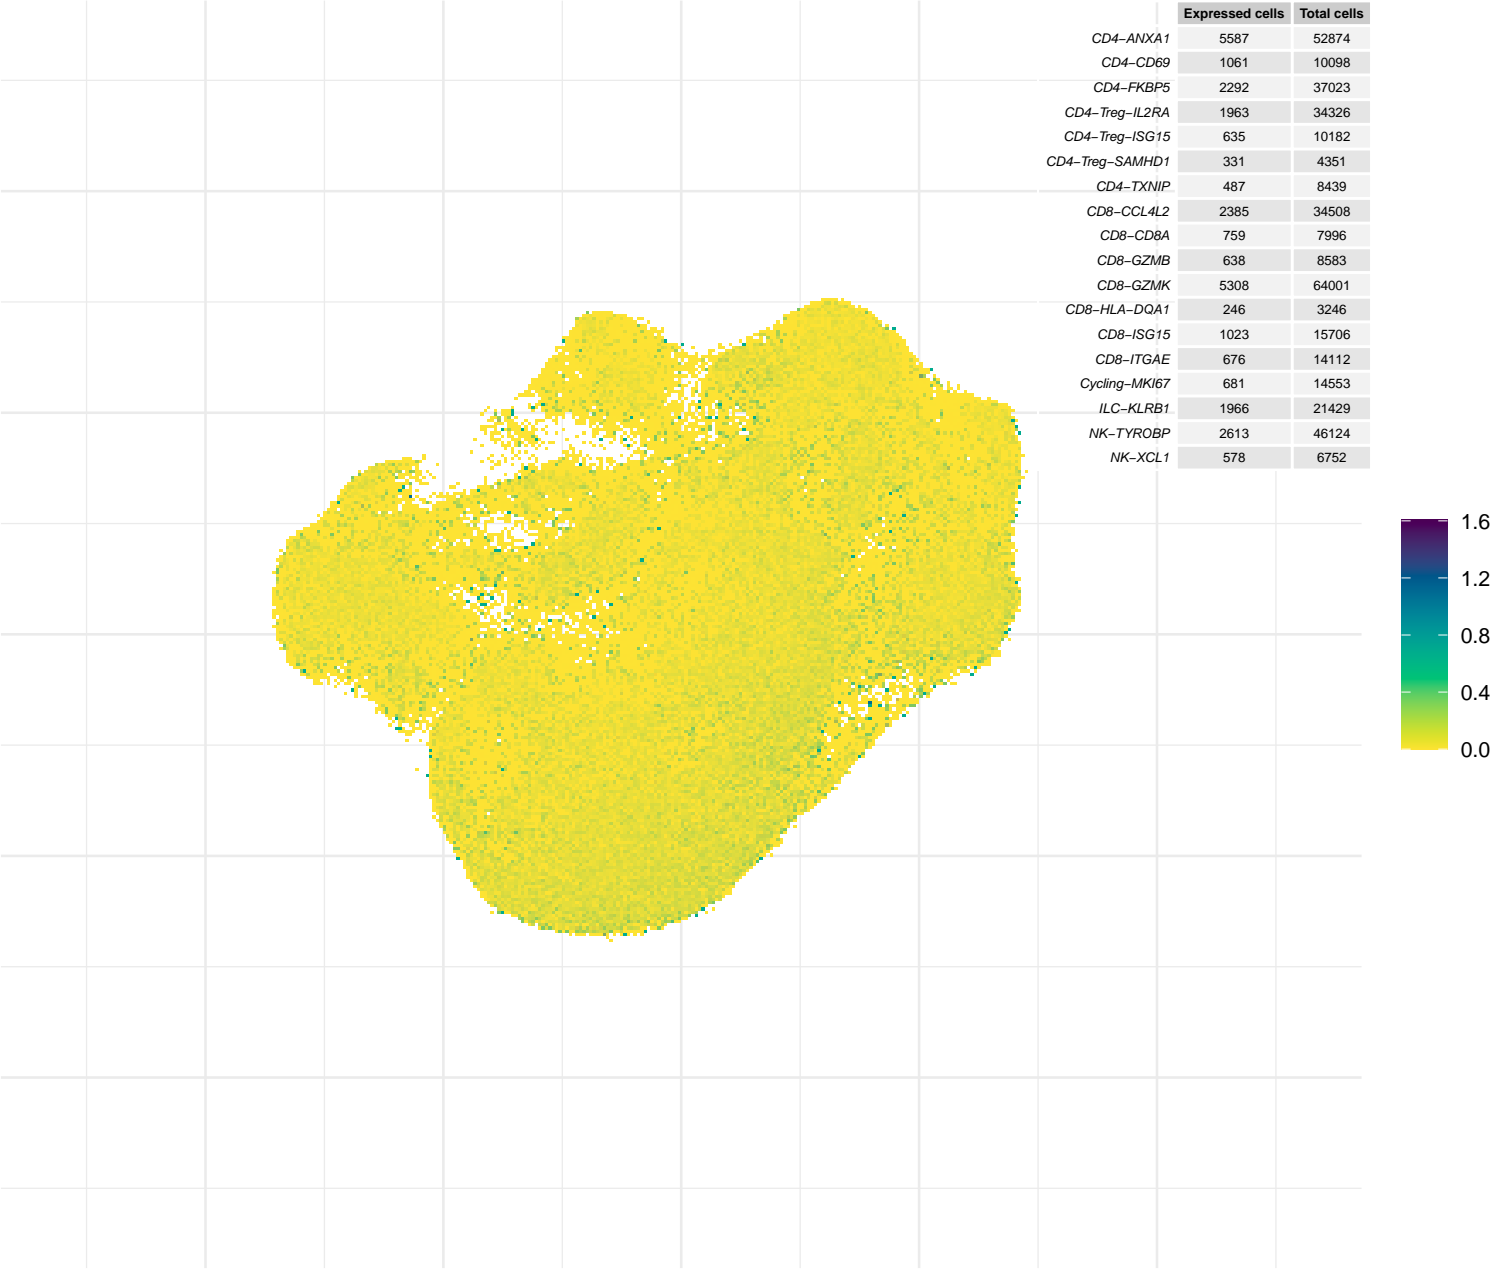 Expressed cells Total cells
CD4−ANXA1 5587 52874
CD4−CD69 1061 10098
CD4−FKBP5 2292 37023
CD4−Treg−IL2RA 1963 34326
CD4−Treg−ISG15 635 10182
CD4−Treg−SAMHD1 331 4351
CD4−TXNIP 487 8439
CD8−CCL4L2 2385 34508
CD8−CD8A 759 7996
CD8−GZMB 638 8583
CD8−GZMK 5308 64001
CD8−HLA−DQA1 246 3246
CD8−ISG15 1023 15706
CD8−ITGAE 676 14112
Cycling−MKI67 681 14553
ILC−KLRB1 1966 21429
NK−TYROBP 2613 46124
NK−XCL1 578 6752
1.6
1.2
0.8
0.4
0.0